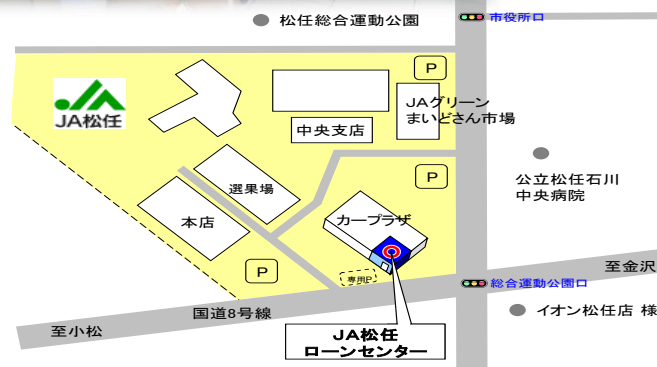 松任総合運動公園
市役所口
P
JA松任
JAグリーン
まいどさん市場
中央支店
公立松任石川
中央病院
P
選果場
本店
カープラザ
P
専用P
至金沢
総合運動公園口
国道8号線
イオン松任店 様
至小松
JA松任
ローンセンター